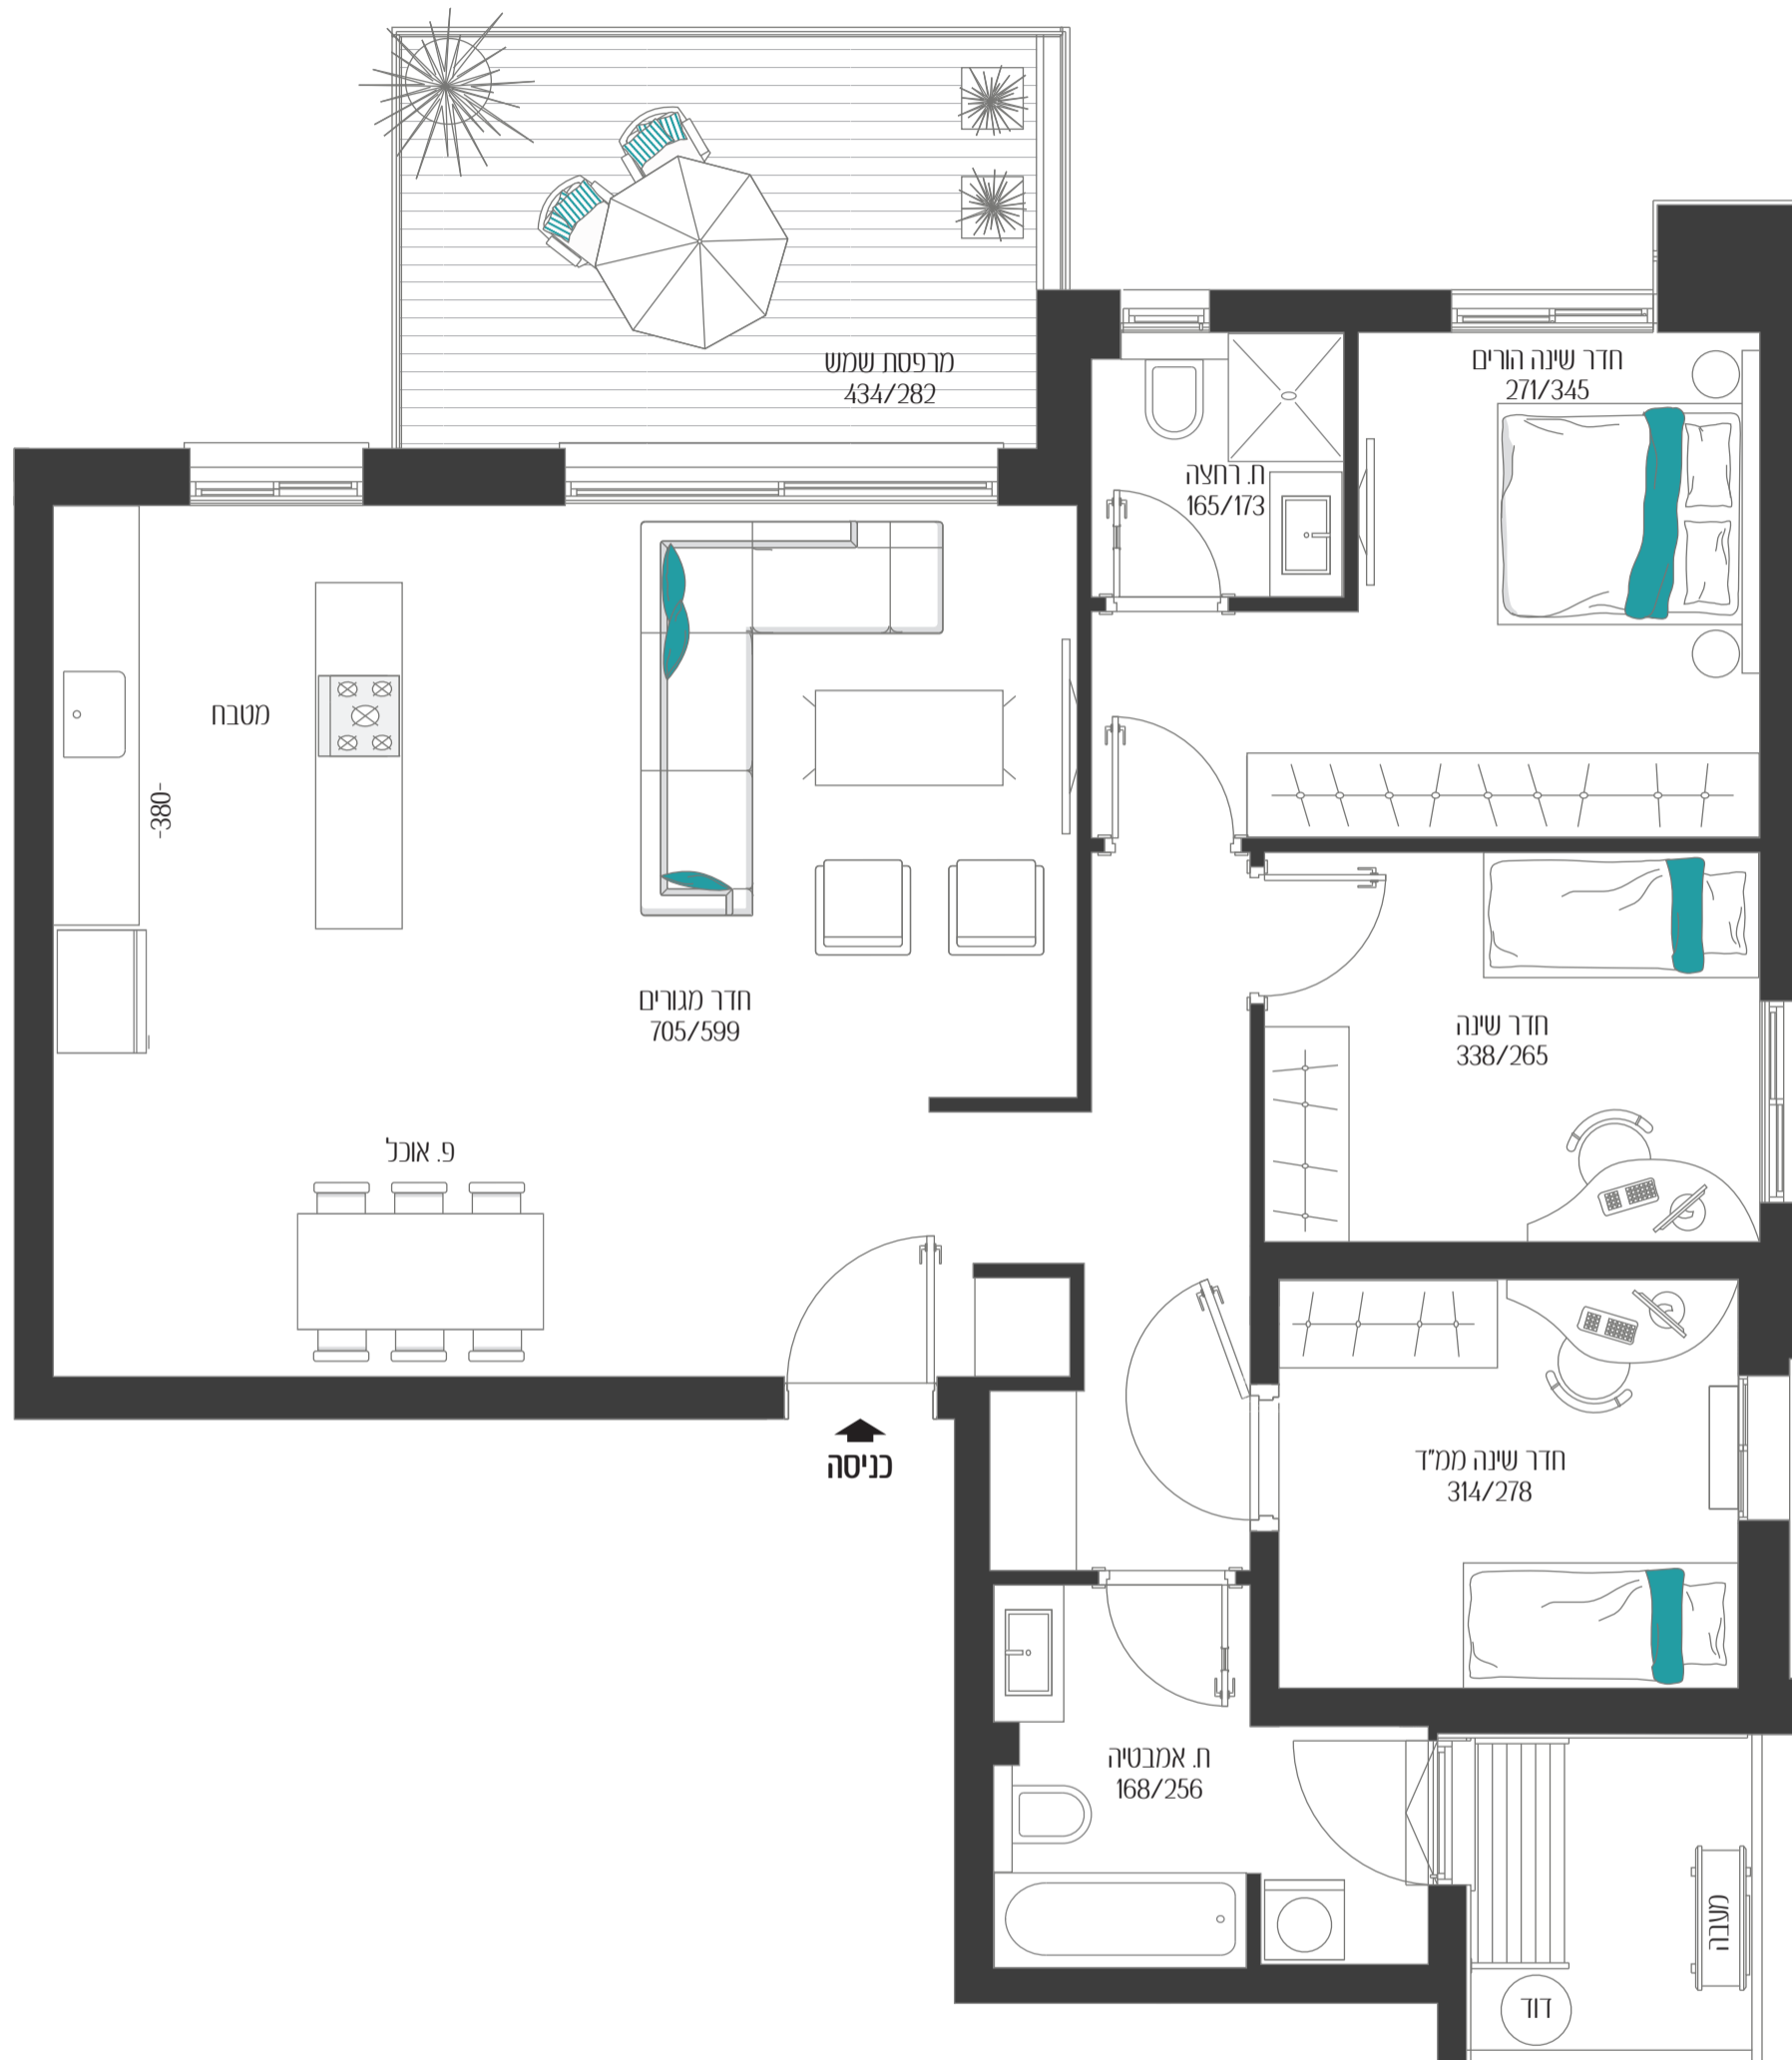 מרפסת שמש
434/282
חדר שינה הורים
271/345
ח. רחצה
165/173
מטבח
-380-
חדר מגורים
705/599
חדר שינה
338/265
פ. אוכל
כניסה
חדר שינה ממ"ד
314/278
ח. אמבטיה
168/256
מעבה
דוד